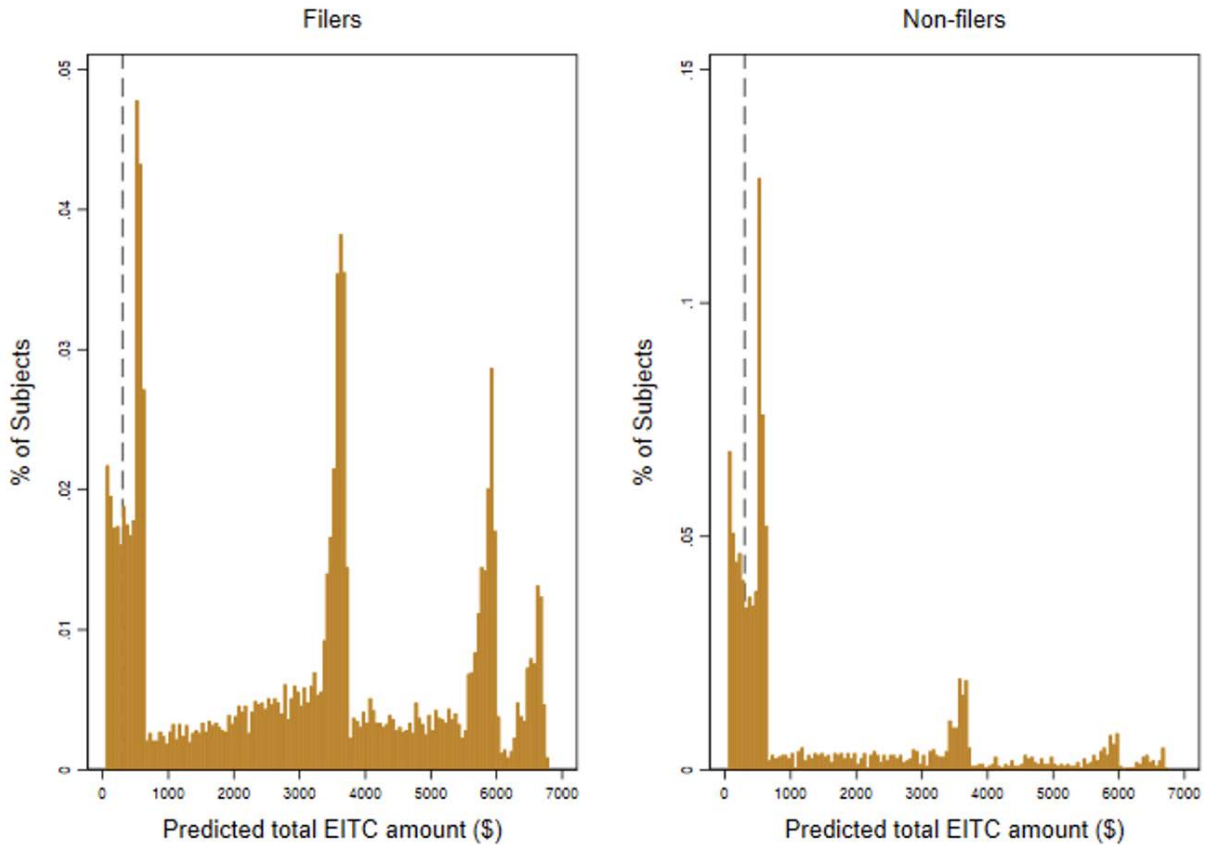 Filers
% of Subjects
.05
.04
.03
.02
.01
0
0 1000 2000 3000 4000 5000 6000 7000
Predicted total EITC amount ($)
Non-filers
% of Subjects
.15
.1
.05
0
0 1000 2000 3000 4000 5000 6000 7000
Predicted total EITC amount ($)